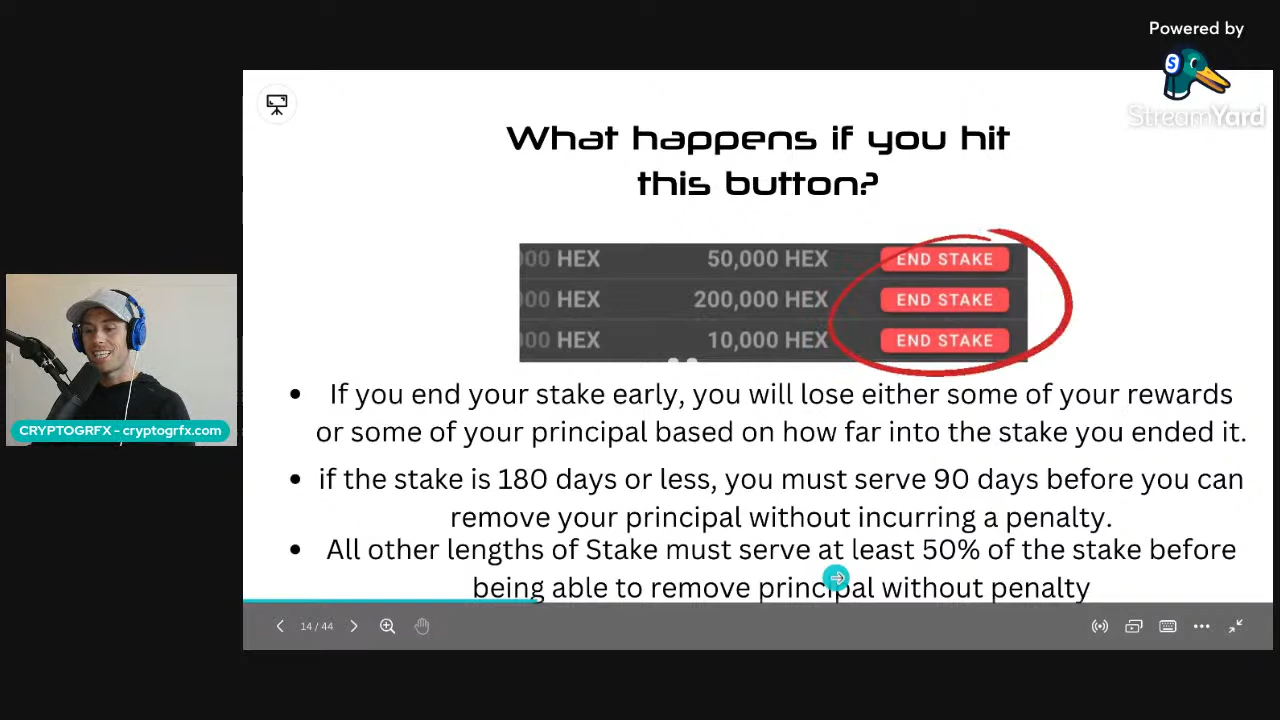 Powered by
StreamYard
What happens if you hit
this button?
000 HEX 50,000 HEX END STAKE
000 HEX 200,000 HEX END STAKE
000 HEX 10,000 HEX END STAKE
• If you end your stake early, you will lose either some of your rewards
or some of your principal based on how far into the stake you ended it.
• if the stake is 180 days or less, you must serve 90 days before you can
remove your principal without incurring a penalty.
• All other lengths of Stake must serve at least 50% of the stake before
being able to remove principal without penalty
CRYPTOGRFX - cryptogrfx.com
14 / 44